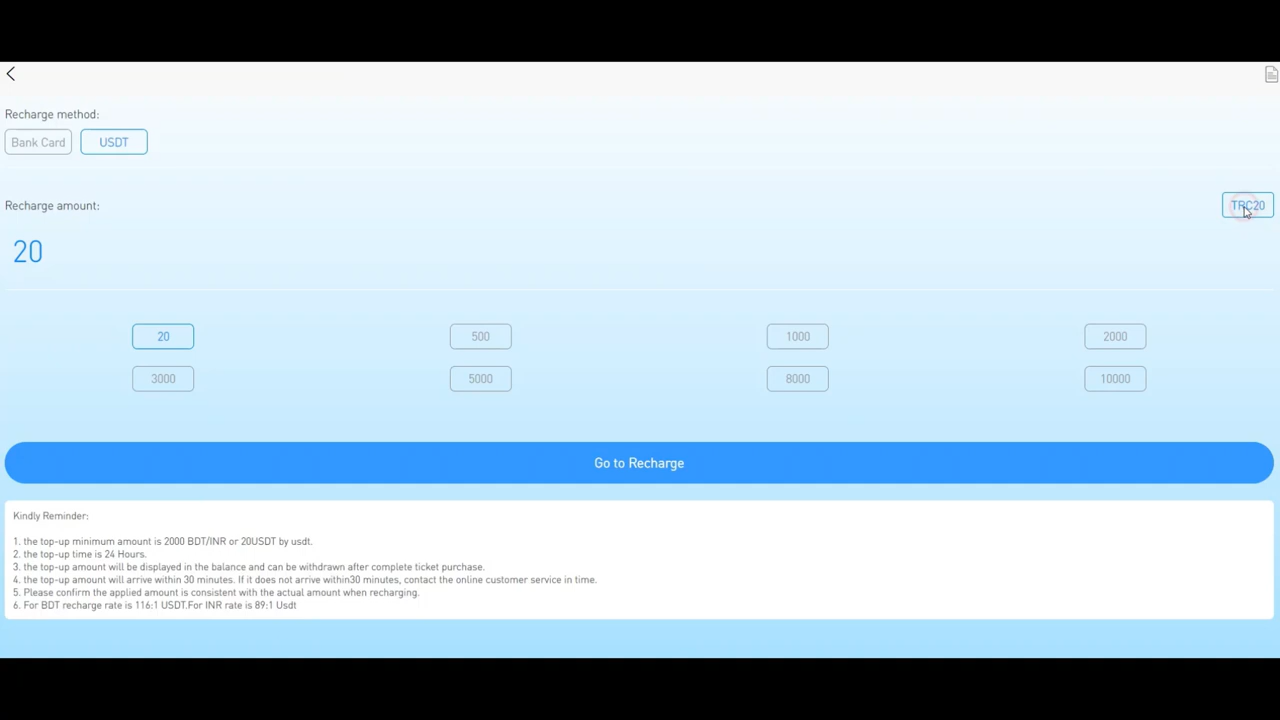 Recharge method:
Bank Card USDT
Recharge amount:
TRC20
20
20 500 1000 2000
3000 5000 8000 10000
Go to Recharge
Kindly Reminder:
1. the top-up minimum amount is 2000 BDT/INR or 20USDT by usdt.
2. the top-up time is 24 Hours.
3. the top-up amount will be displayed in the balance and can be withdrawn after complete ticket purchase.
4. the top-up amount will arrive within 30 minutes. If it does not arrive within30 minutes, contact the online customer service in time.
5. Please confirm the applied amount is consistent with the actual amount when recharging.
6. For BDT recharge rate is 116:1 USDT.For INR rate is 89:1 Usdt